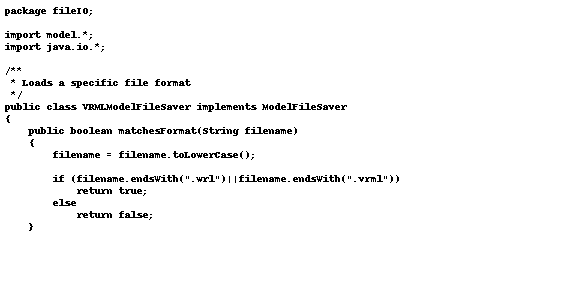 package fileIO;
import model.*;
import java.io.*;
/**
* Loads a specific file format
*/
public class VRMLModelFileSaver implements ModelFileSaver
{
public boolean matchesFormat(String filename)
{
filename = filename.toLowerCase();
if (filename.endsWith(".wrl")||filename.endsWith(".vrml"))
return true;
else
return false;
}